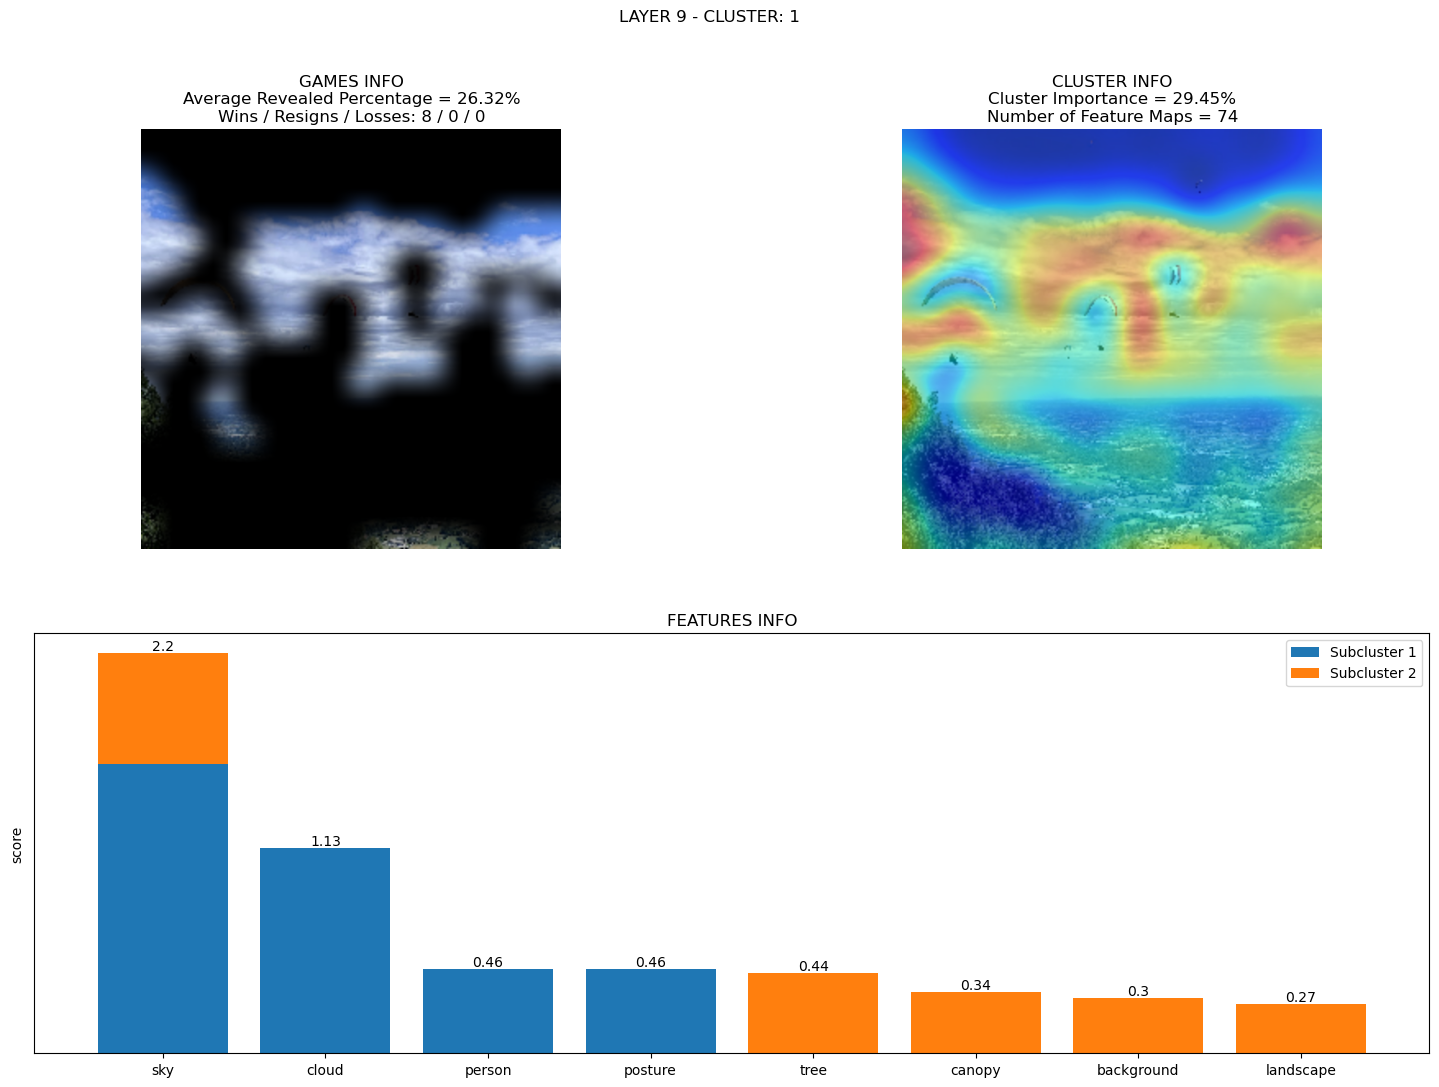 LAYER 9 - CLUSTER: 1
GAMES INFO
Average Revealed Percentage = 26.32%
Wins / Resigns / Losses: 8 / 0 / 0
CLUSTER INFO
Cluster Importance = 29.45%
Number of Feature Maps = 74
FEATURES INFO
Subcluster 1
Subcluster 2
score
2.2
1.13
0.46
0.46
0.44
0.34
0.3
0.27
sky
cloud
person
posture
tree
canopy
background
landscape